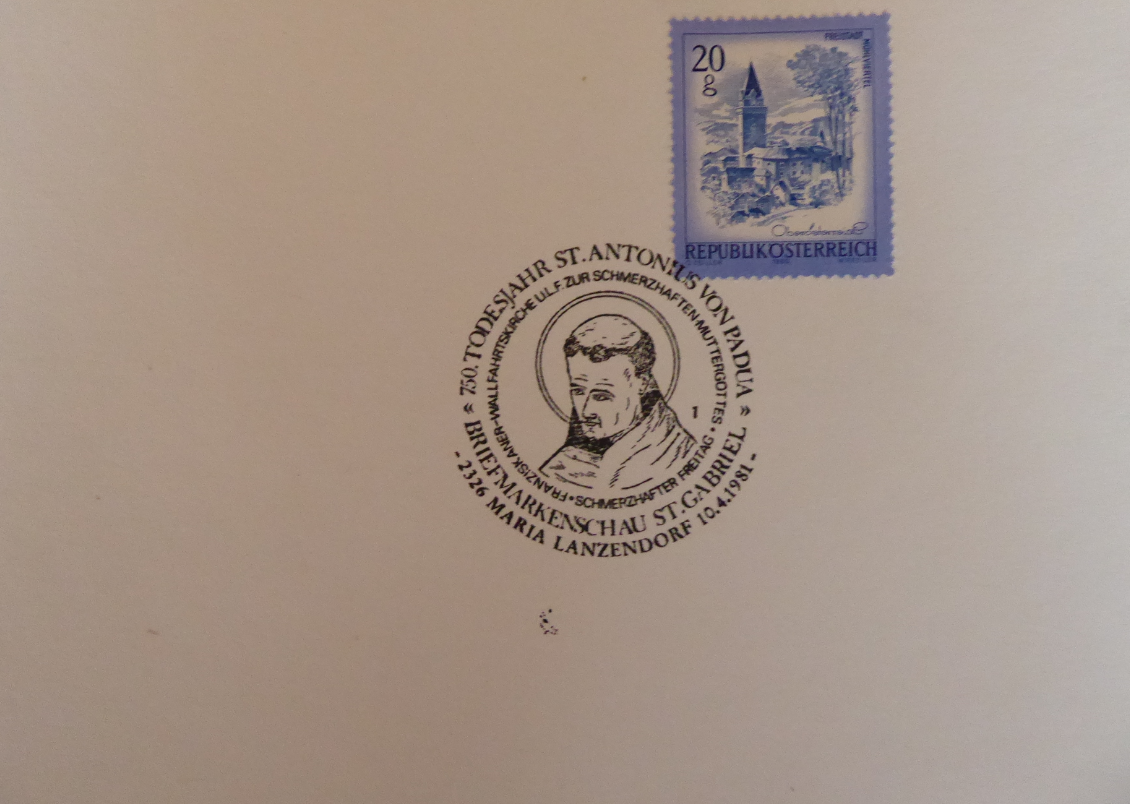 20
g
FREISTADT
MÜHLVIERTEL
Oberösterreich
REPUBLIK ÖSTERREICH
750. TODESJAHR ST. ANTONIUS VON PADUA
FRANZISKANER-WALLFAHRTSKIRCHE U.L.F. ZUR SCHMERZHAFTEN MUTTERGOTTES
1
• SCHMERZHAFTER FREITAG •
BRIEFMARKENSCHAU ST. GABRIEL
- 2326 MARIA LANZENDORF 10.4.1981 -